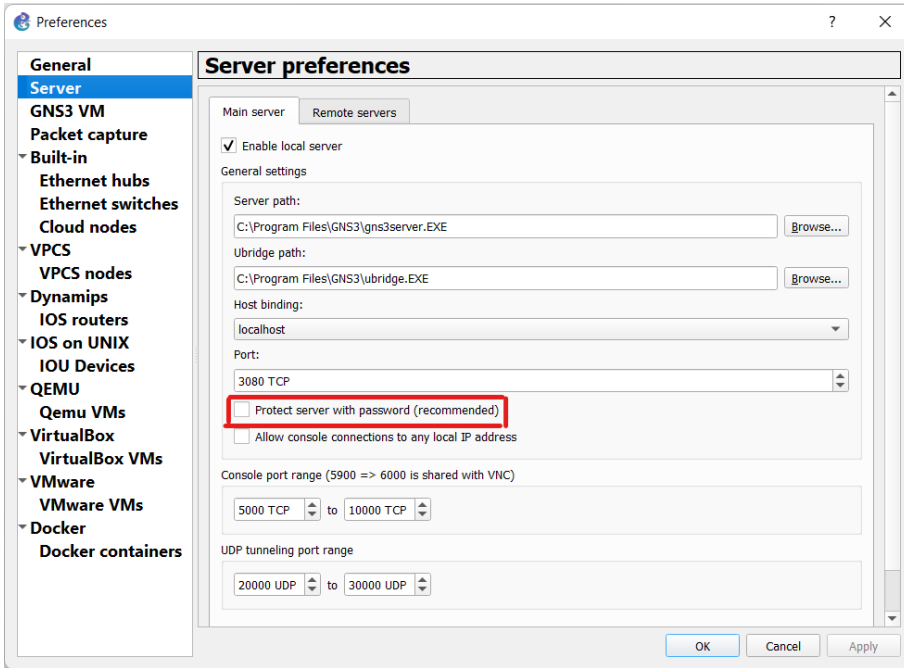 Preferences
?
General
Server
GNS3 VM
Packet capture
Built-in
Ethernet hubs
Ethernet switches
Cloud nodes
VPCS
VPCS nodes
Dynamips
IOS routers
IOS on UNIX
IOU Devices
QEMU
Qemu VMs
VirtualBox
VirtualBox VMs
VMware
VMware VMs
Docker
Docker containers
Server preferences
Main server
Remote servers
Enable local server
General settings
Server path:
C:\Program Files\GNS3\gns3server.EXE
Browse...
Ubridge path:
C:\Program Files\GNS3\ubridge.EXE
Browse...
Host binding:
localhost
Port:
3080 TCP
Protect server with password (recommended)
Allow console connections to any local IP address
Console port range (5900 => 6000 is shared with VNC)
5000 TCP to 10000 TCP
UDP tunneling port range
20000 UDP to 30000 UDP
OK
Cancel
Apply